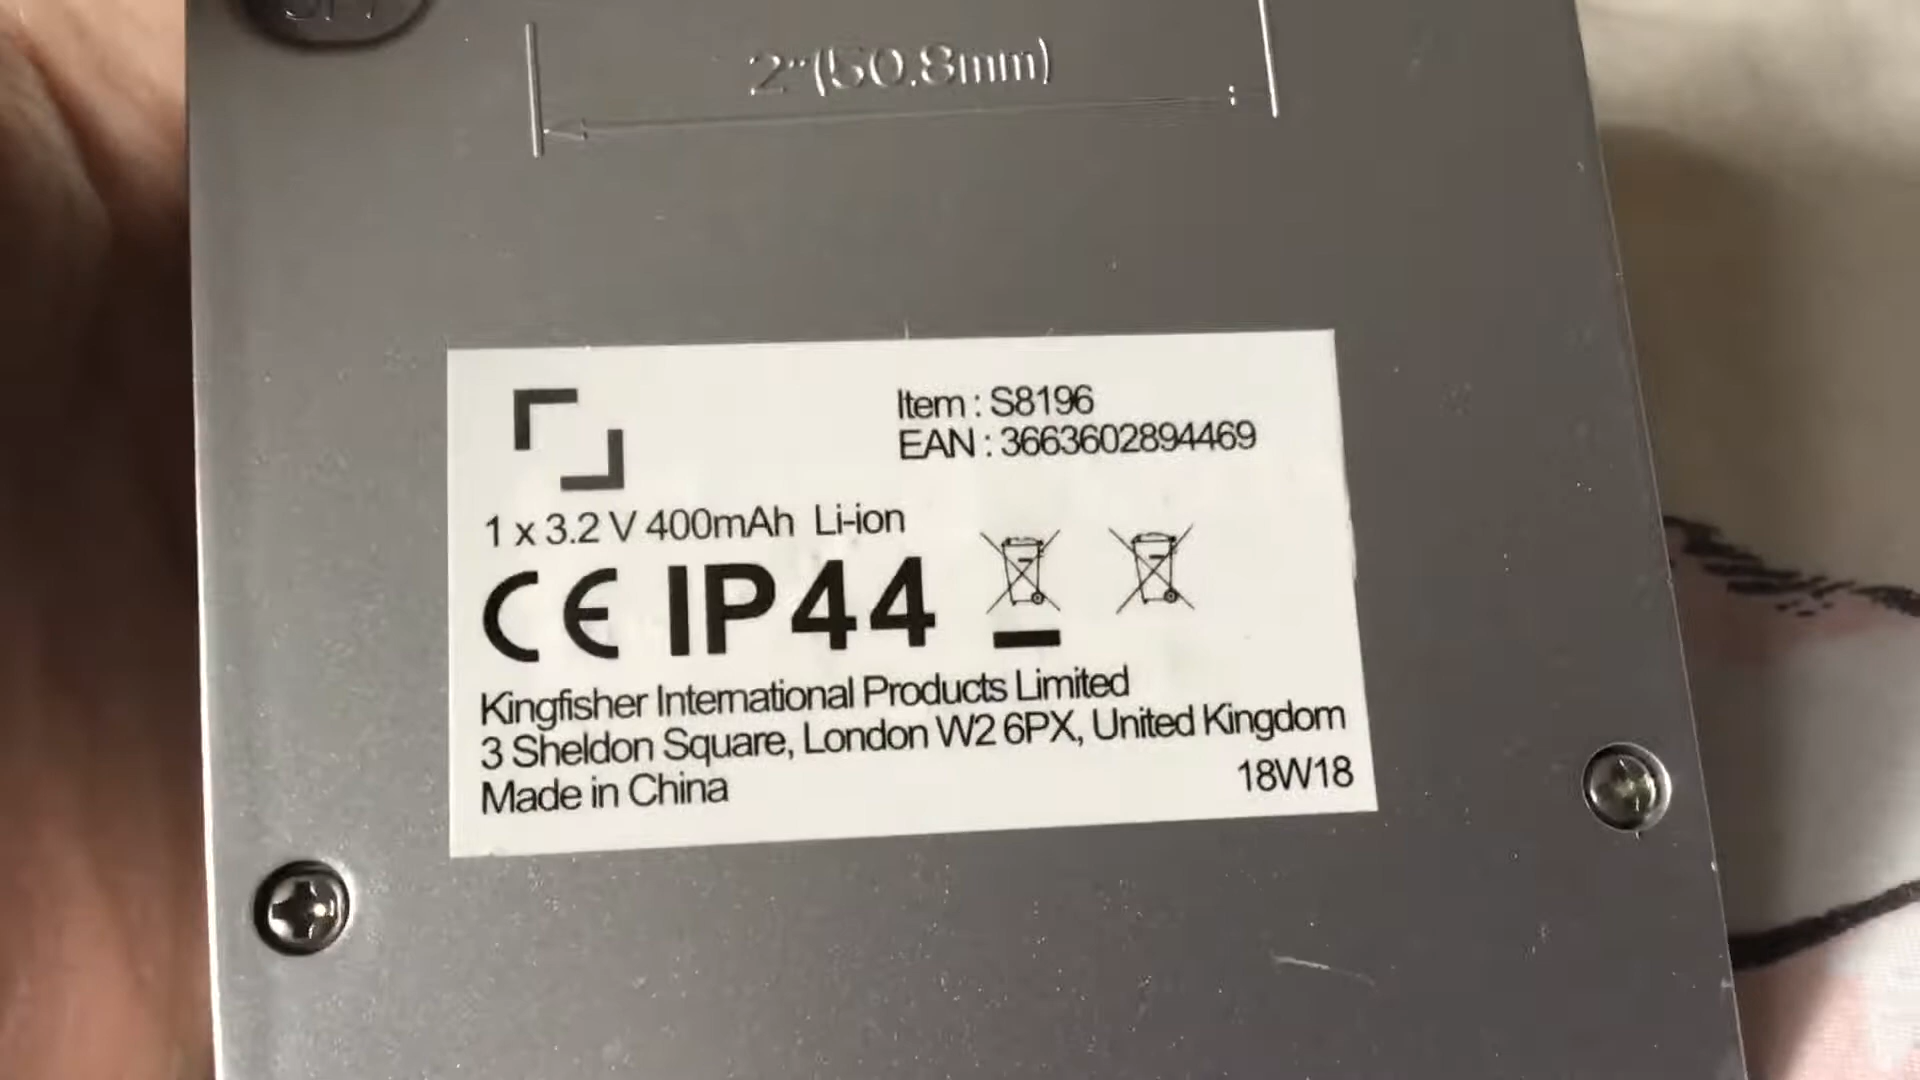 2"(50.8mm)
Item : S8196
EAN : 3663602894469
1 x 3.2 V 400mAh Li-ion
CE IP44
Kingfisher International Products Limited
3 Sheldon Square, London W2 6PX, United Kingdom
Made in China
18W18